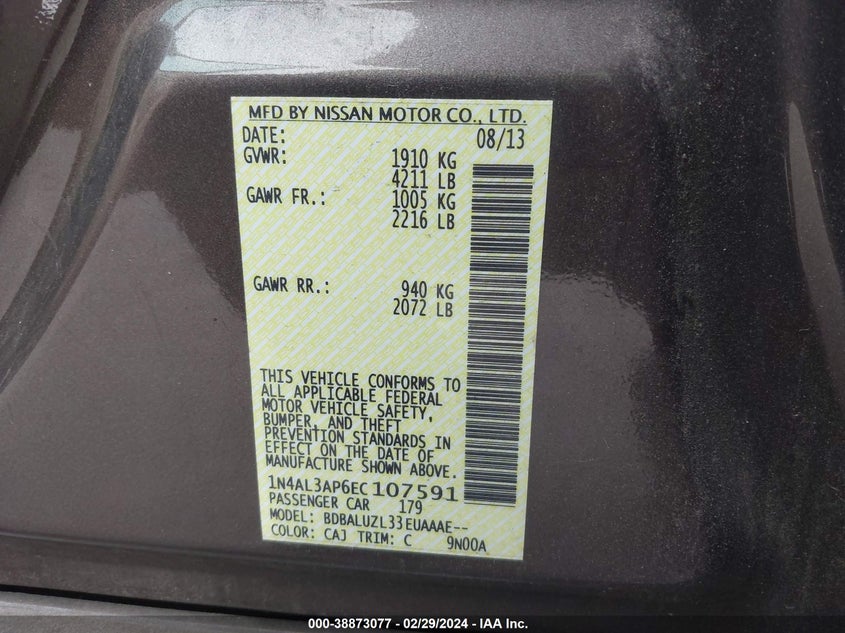 MFD BY NISSAN MOTOR CO., LTD.
DATE: 08/13
GVWR: 1910 KG
4211 LB
GAWR FR.: 1005 KG
2216 LB
GAWR RR.: 940 KG
2072 LB
THIS VEHICLE CONFORMS TO
ALL APPLICABLE FEDERAL
MOTOR VEHICLE SAFETY,
BUMPER, AND THEFT
PREVENTION STANDARDS IN
EFFECT ON THE DATE OF
MANUFACTURE SHOWN ABOVE.
1N4AL3AP6EC107591
PASSENGER CAR 179
MODEL: BDBALUZL33EUAAAE--
COLOR: CAJ TRIM: C 9N00A
000-38873077 - 02/29/2024 - IAA Inc.